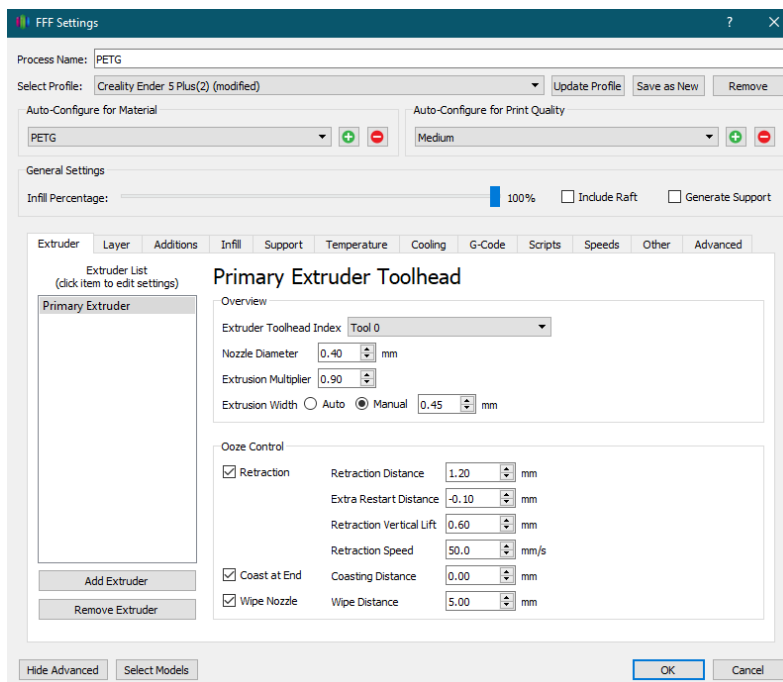 FFF Settings ? ✕
Process Name: PETG
Select Profile: Creality Ender 5 Plus(2) (modified) Update Profile Save as New Remove
Auto-Configure for Material Auto-Configure for Print Quality
PETG Medium
General Settings
Infill Percentage: 100% Include Raft Generate Support
Extruder Layer Additions Infill Support Temperature Cooling G-Code Scripts Speeds Other Advanced
Extruder List
(click item to edit settings)
Primary Extruder
Primary Extruder Toolhead
Overview
Extruder Toolhead Index Tool 0
Nozzle Diameter 0.40 mm
Extrusion Multiplier 0.90
Extrusion Width Auto Manual 0.45 mm
Ooze Control
Retraction Retraction Distance 1.20 mm
Extra Restart Distance -0.10 mm
Retraction Vertical Lift 0.60 mm
Retraction Speed 50.0 mm/s
Coast at End Coasting Distance 0.00 mm
Wipe Nozzle Wipe Distance 5.00 mm
Add Extruder
Remove Extruder
Hide Advanced Select Models OK Cancel